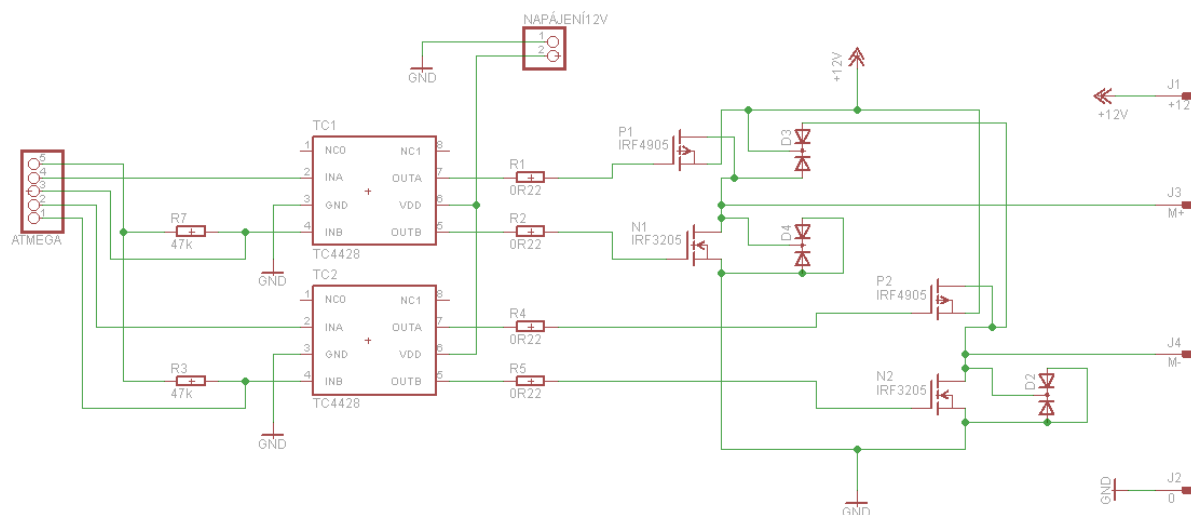 NAPÁJENÍ12V
1
2
GND
+12V
+12V
J1
+12
TC1
1
NC0
NC1
8
2
INA
OUTA
7
3
GND
VDD
6
4
INB
OUTB
5
TC4428
P1
IRF4905
D3
5
4
3
2
1
ATMEGA
R1
0R22
R2
0R22
R7
47k
GND
N1
IRF3205
D4
J3
M+
TC2
1
NC0
NC1
8
2
INA
OUTA
7
3
GND
VDD
6
4
INB
OUTB
5
TC4428
R4
0R22
R5
0R22
R3
47k
GND
P2
IRF4905
N2
IRF3205
D2
J4
M-
GND
GND
J2
0